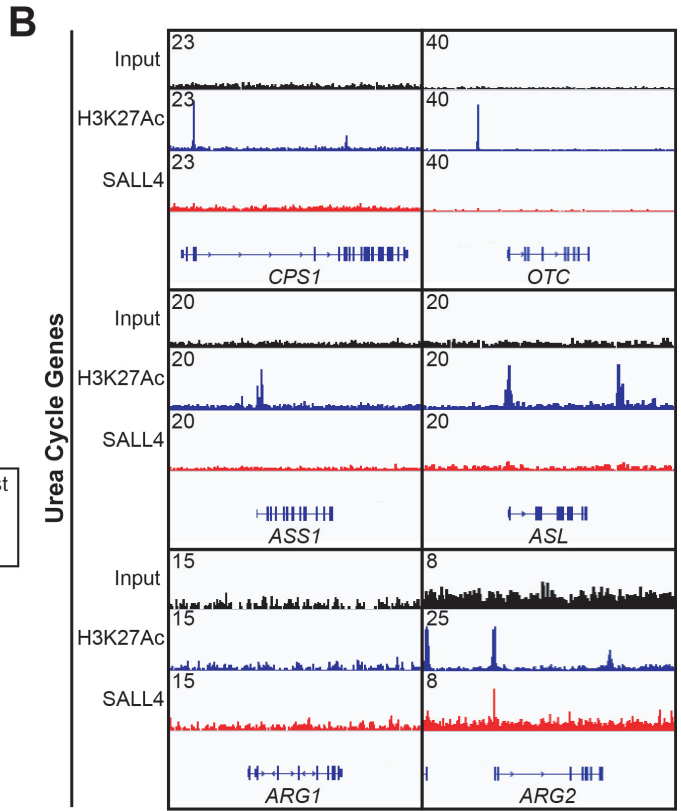 B
Urea Cycle Genes
Input 23 40
H3K27Ac 23 40
SALL4 23 40
CPS1 OTC
Input 20 20
H3K27Ac 20 20
SALL4 20 20
ASS1 ASL
st
Input 15 8
H3K27Ac 15 25
SALL4 15 8
ARG1 ARG2